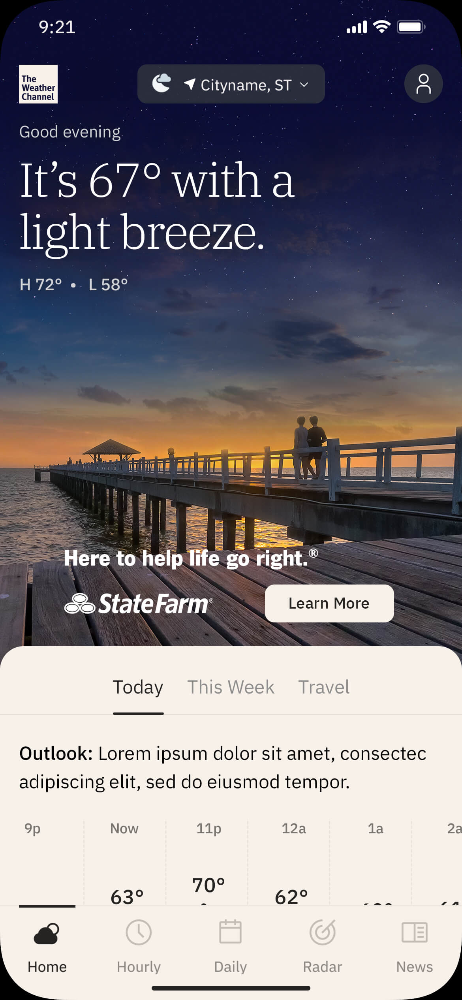 9:21
The
Weather
Channel
Cityname, ST
Good evening
It’s 67° with a
light breeze.
H 72° • L 58°
Here to help life go right.®
StateFarm®
Learn More
Today This Week Travel
Outlook: Lorem ipsum dolor sit amet, consectec
adipiscing elit, sed do eiusmod tempor.
9p Now 11p 12a 1a 2a
70°
63° 62°
Home Hourly Daily Radar News